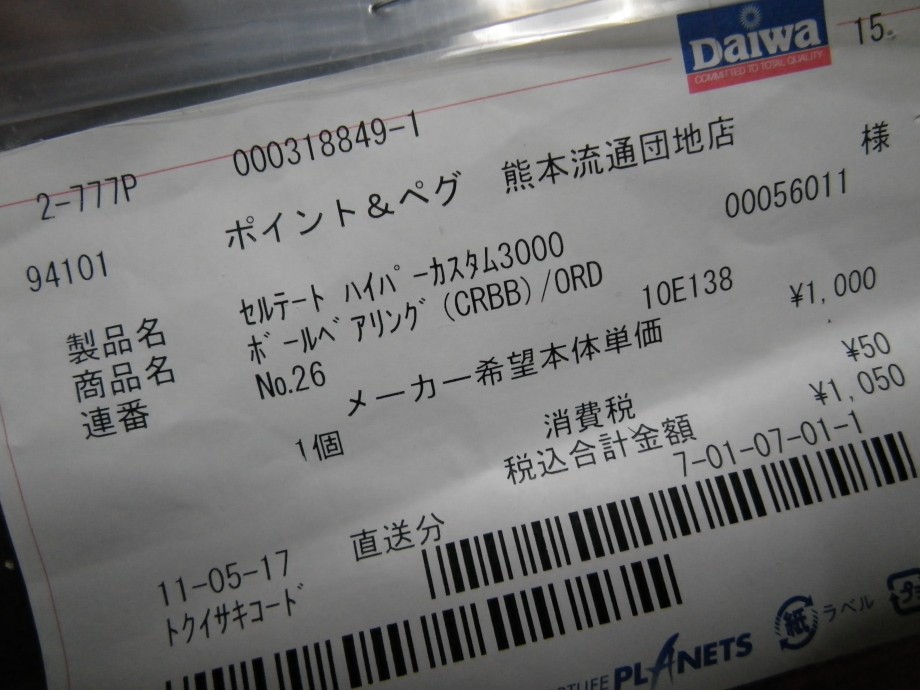 Daiwa
COMMITTED TO TOTAL QUALITY
15.
2-777P 000318849-1
94101 ポイント&ペグ 熊本流通団地店 様
00056011
製品名 セルテート ハイパーカスタム3000
商品名 ボールベアリング(CRBB)/ORD
連番 No.26 10E138
メーカー希望本体単価 ¥1,000
1個 消費税 ¥50
税込合計金額 ¥1,050
7-01-07-01-1
11-05-17 直送分
トクイサキコード
PLANETS
紙 ラベル